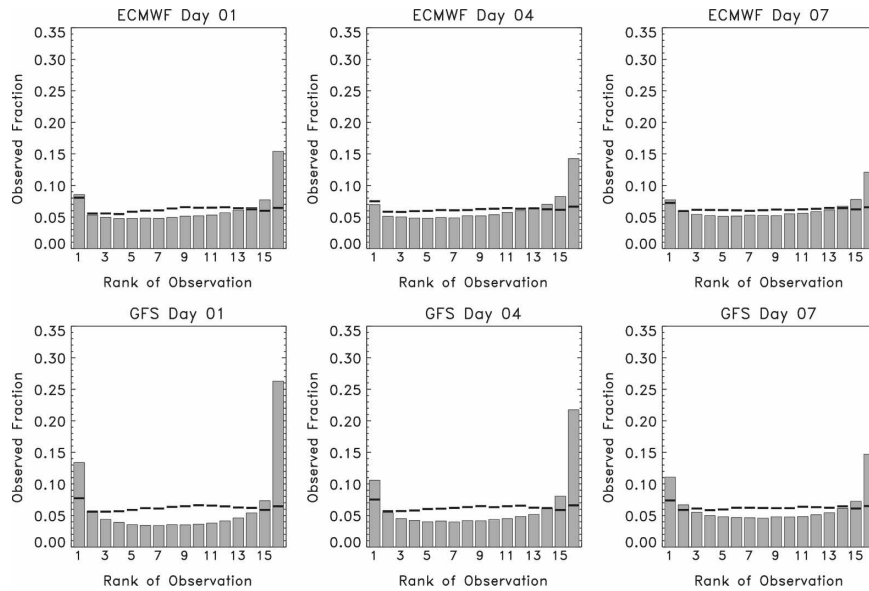 ECMWF Day 01
0.35
0.30
0.25
0.20
0.15
0.10
0.05
0.00
Observed Fraction
1 3 5 7 9 11 13 15
Rank of Observation
ECMWF Day 04
0.35
0.30
0.25
0.20
0.15
0.10
0.05
0.00
Observed Fraction
1 3 5 7 9 11 13 15
Rank of Observation
ECMWF Day 07
0.35
0.30
0.25
0.20
0.15
0.10
0.05
0.00
Observed Fraction
1 3 5 7 9 11 13 15
Rank of Observation
GFS Day 01
0.35
0.30
0.25
0.20
0.15
0.10
0.05
0.00
Observed Fraction
1 3 5 7 9 11 13 15
Rank of Observation
GFS Day 04
0.35
0.30
0.25
0.20
0.15
0.10
0.05
0.00
Observed Fraction
1 3 5 7 9 11 13 15
Rank of Observation
GFS Day 07
0.35
0.30
0.25
0.20
0.15
0.10
0.05
0.00
Observed Fraction
1 3 5 7 9 11 13 15
Rank of Observation